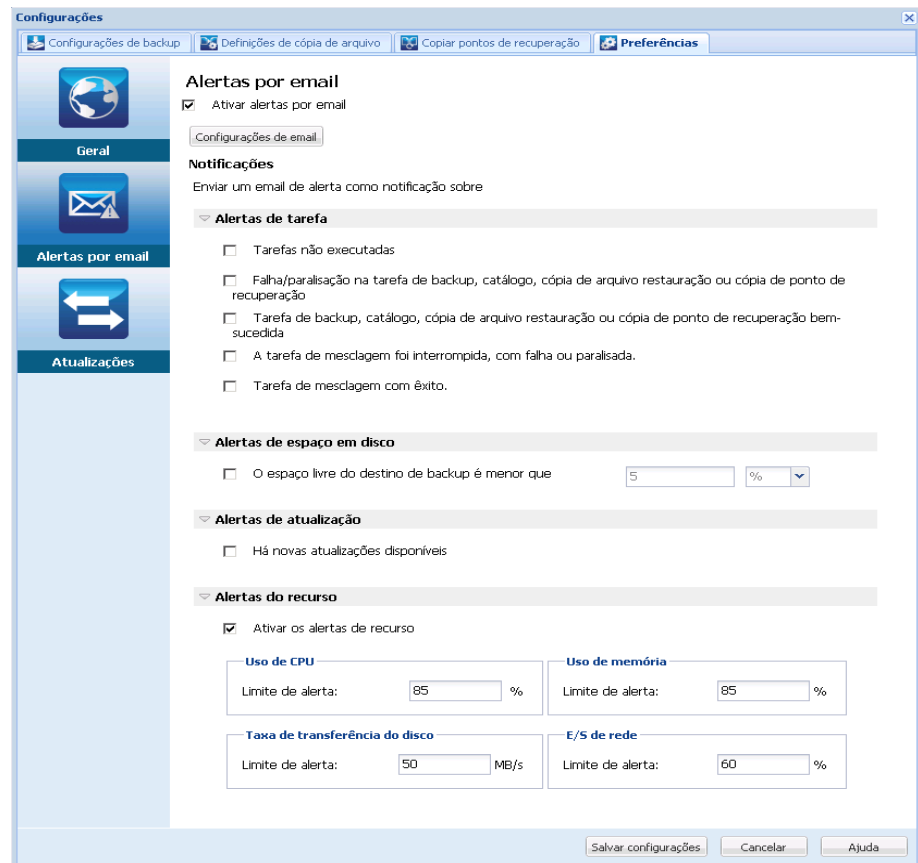 Configurações
Configurações de backup
Definições de cópia de arquivo
Copiar pontos de recuperação
Preferências
Geral
Alertas por email
Atualizações
Alertas por email
Ativar alertas por email
Configurações de email
Notificações
Enviar um email de alerta como notificação sobre
Alertas de tarefa
Tarefas não executadas
Falha/paralisação na tarefa de backup, catálogo, cópia de arquivo restauração ou cópia de ponto de
recuperação
Tarefa de backup, catálogo, cópia de arquivo restauração ou cópia de ponto de recuperação bem-
sucedida
A tarefa de mesclagem foi interrompida, com falha ou paralisada.
Tarefa de mesclagem com êxito.
Alertas de espaço em disco
O espaço livre do destino de backup é menor que 5 %
Alertas de atualização
Há novas atualizações disponíveis
Alertas do recurso
Ativar os alertas de recurso
Uso de CPU
Limite de alerta: 85 %
Uso de memória
Limite de alerta: 85 %
Taxa de transferência do disco
Limite de alerta: 50 MB/s
E/S de rede
Limite de alerta: 60 %
Salvar configurações
Cancelar
Ajuda